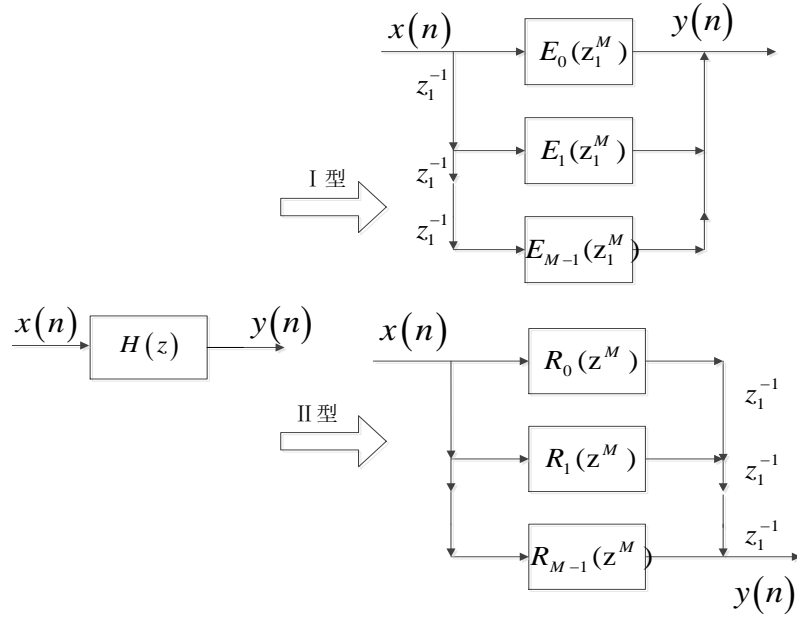 x(n)
E_0(z_1^M)
y(n)
z_1^{-1}
E_1(z_1^M)
z_1^{-1}
I 型
z_1^{-1}
E_{M-1}(z_1^M)
x(n)
H(z)
y(n)
x(n)
R_0(z^M)
z_1^{-1}
II 型
R_1(z^M)
z_1^{-1}
R_{M-1}(z^M)
z_1^{-1}
y(n)